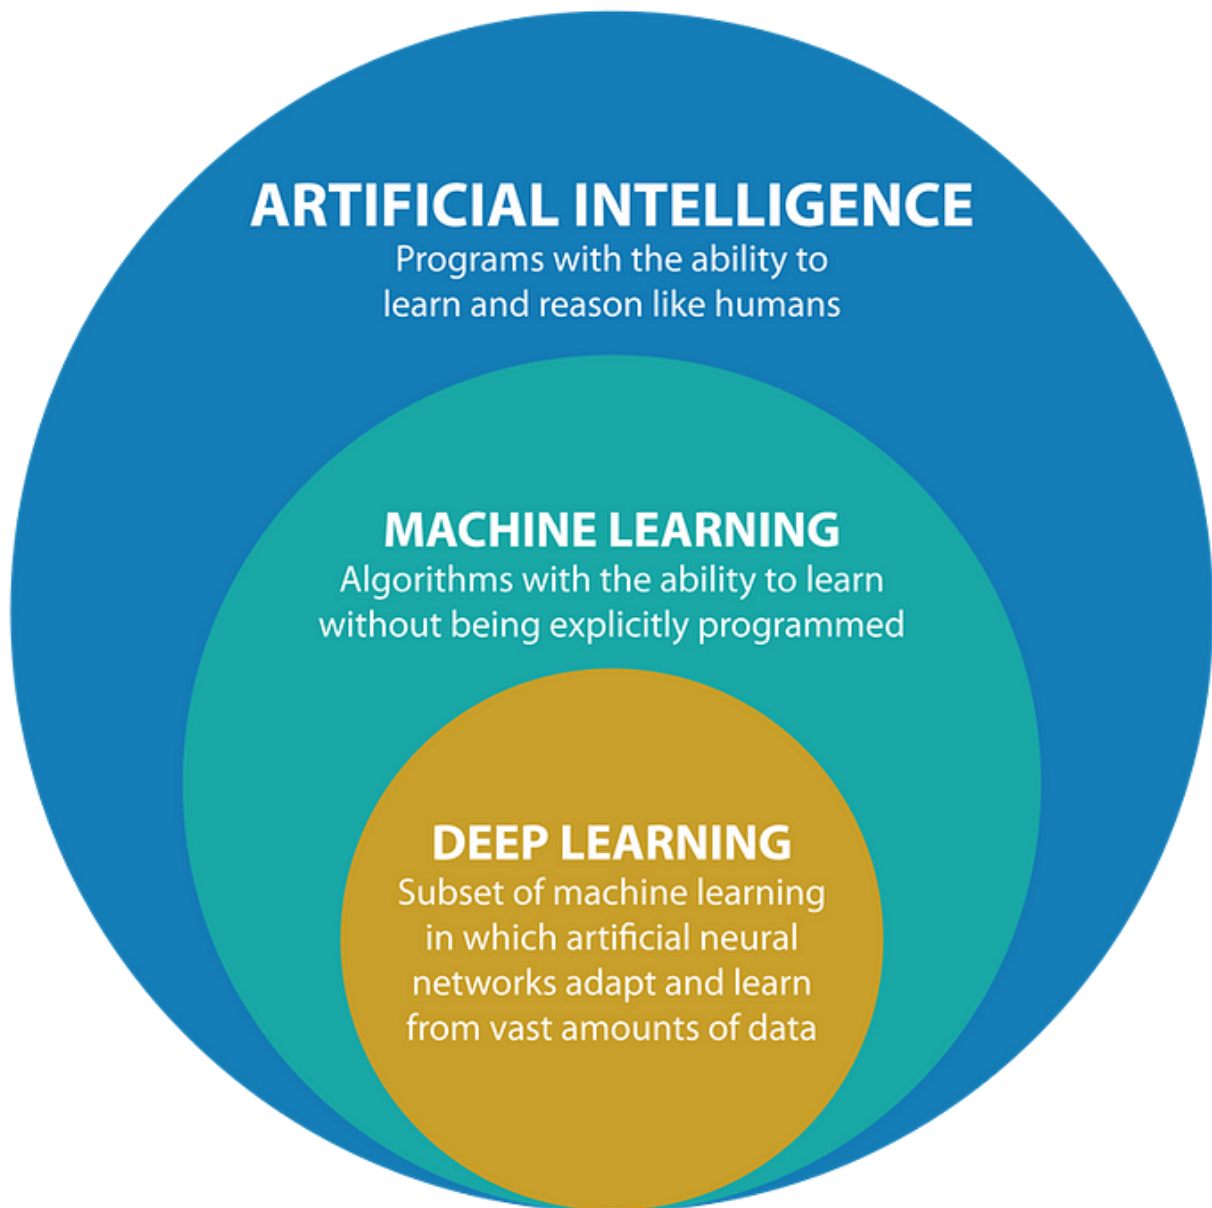 ARTIFICIAL INTELLIGENCE
Programs with the ability to
learn and reason like humans
MACHINE LEARNING
Algorithms with the ability to learn
without being explicitly programmed
DEEP LEARNING
Subset of machine learning
in which artificial neural
networks adapt and learn
from vast amounts of data